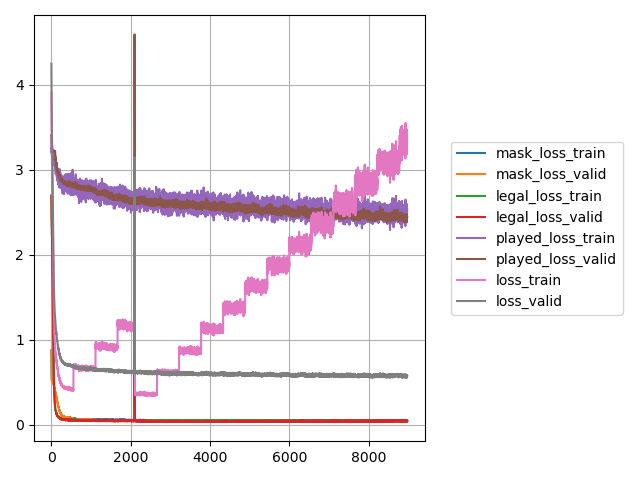 4
3
2
1
0
0
2000
4000
6000
8000
mask_loss_train
mask_loss_valid
legal_loss_train
legal_loss_valid
played_loss_train
played_loss_valid
loss_train
loss_valid